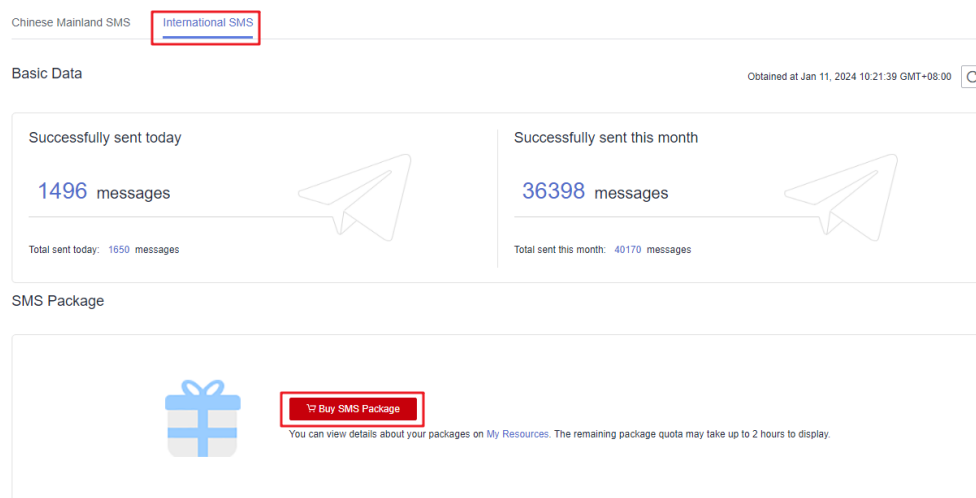 Chinese Mainland SMS International SMS
Basic Data
Obtained at Jan 11, 2024 10:21:39 GMT+08:00
Successfully sent today
1496 messages
Total sent today: 1650 messages
Successfully sent this month
36398 messages
Total sent this month: 40170 messages
SMS Package
Buy SMS Package
You can view details about your packages on My Resources. The remaining package quota may take up to 2 hours to display.